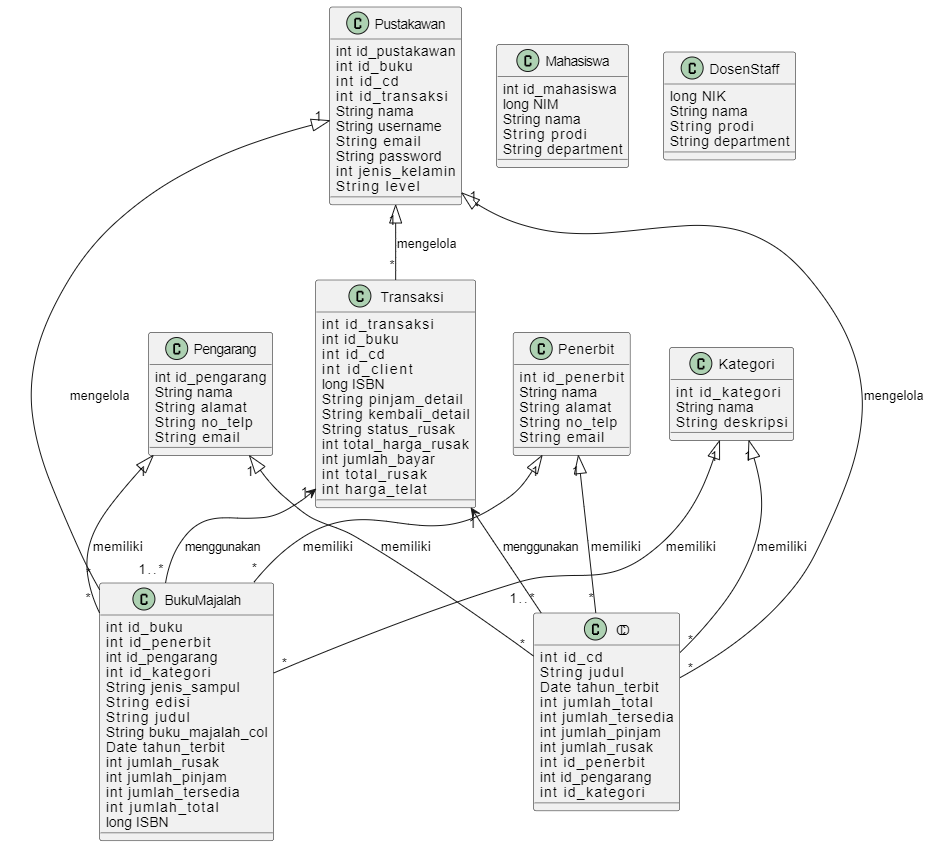 C Pustakawan
int id_pustakawan
int id_buku
int id_cd
int id_transaksi
String nama
String username
String email
String password
int jenis_kelamin
String level
C Mahasiswa
int id_mahasiswa
long NIM
String nama
String prodi
String department
C DosenStaff
long NIK
String nama
String prodi
String department
1
1
1
mengelola
*
C Transaksi
int id_transaksi
int id_buku
int id_cd
int id_client
long ISBN
String pinjam_detail
String kembali_detail
String status_rusak
int total_harga_rusak
int jumlah_bayar
int total_rusak
int harga_telat
C Pengarang
int id_pengarang
String nama
String alamat
String no_telp
String email
C Penerbit
int id_penerbit
String nama
String alamat
String no_telp
String email
C Kategori
int id_kategori
String nama
String deskripsi
mengelola
mengelola
1
1
1
1
1
1
1
1
memiliki
menggunakan
memiliki
memiliki
menggunakan
memiliki
memiliki
memiliki
*
1..*
*
*
1..*
*
*
*
*
*
C BukuMajalah
int id_buku
int id_penerbit
int id_pengarang
int id_kategori
String jenis_sampul
String edisi
String judul
String buku_majalah_col
Date tahun_terbit
int jumlah_rusak
int jumlah_pinjam
int jumlah_tersedia
int jumlah_total
long ISBN
C CD
int id_cd
String judul
Date tahun_terbit
int jumlah_total
int jumlah_tersedia
int jumlah_pinjam
int jumlah_rusak
int id_penerbit
int id_pengarang
int id_kategori